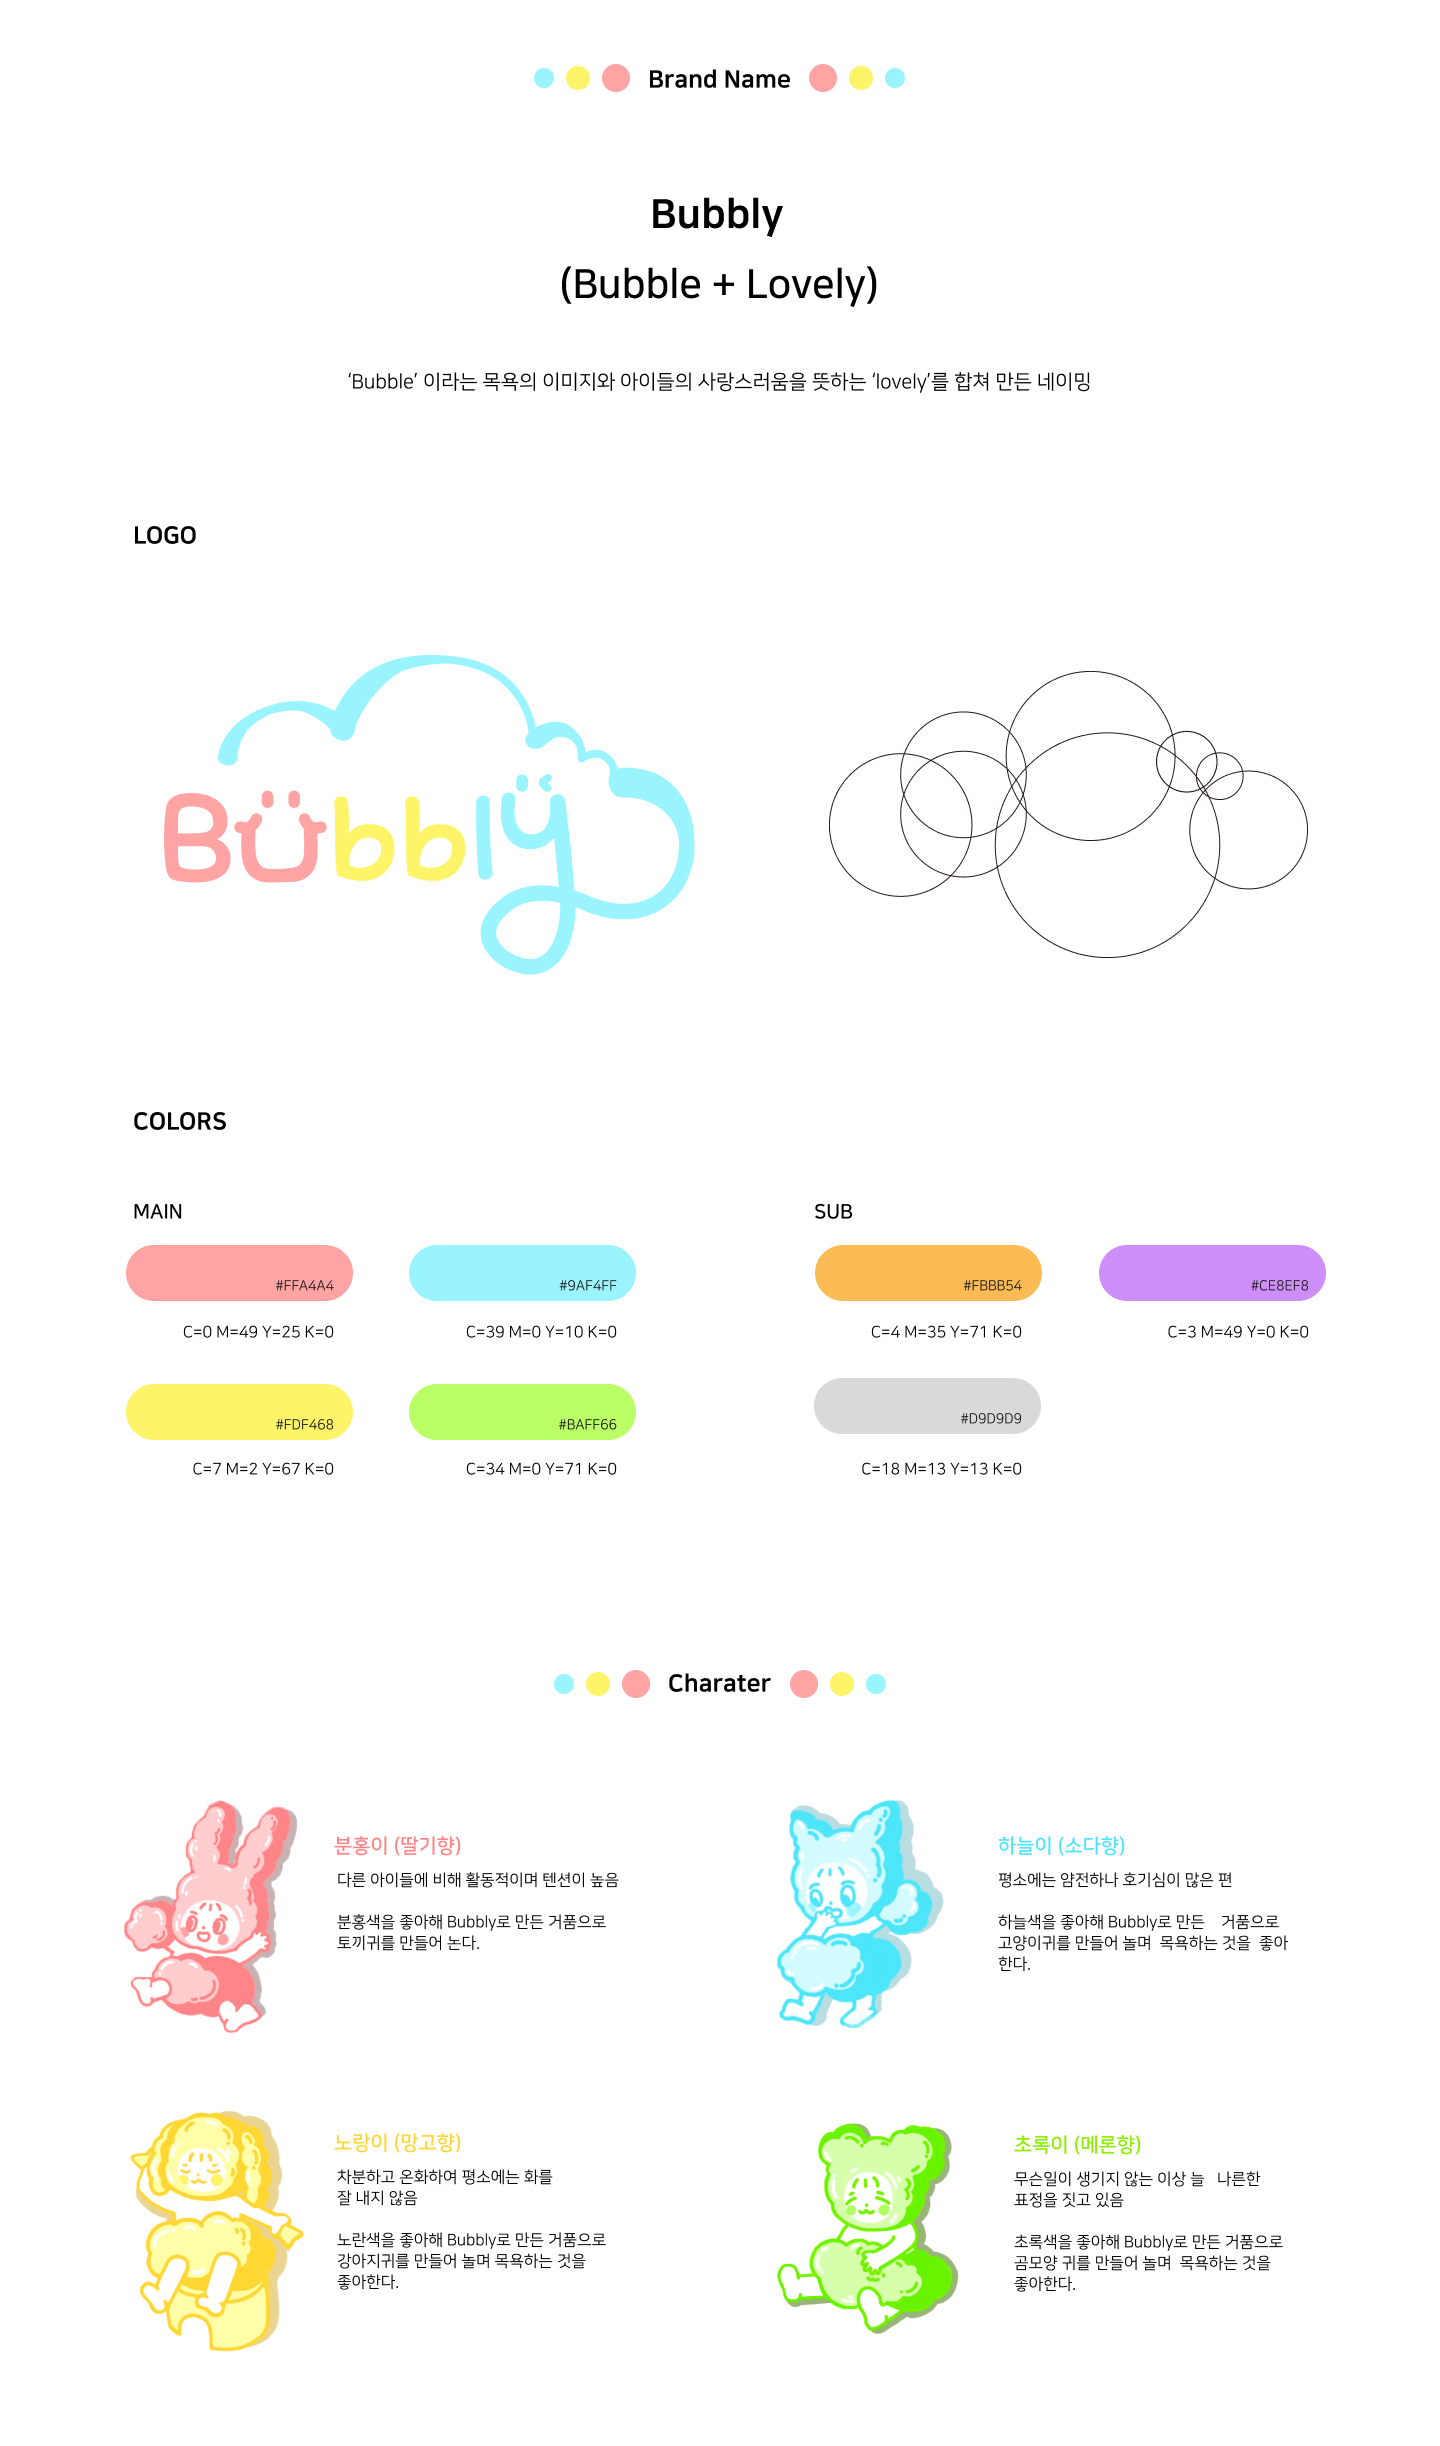 Brand Name
Bubbly
(Bubble + Lovely)
‘Bubble’ 이라는 목욕의 이미지와 아이들의 사랑스러움을 뜻하는 ‘lovely’를 합쳐 만든 네이밍
LOGO
Bubbly
COLORS
MAIN
#FFA4A4
#9AF4FF
C=0 M=49 Y=25 K=0
C=39 M=0 Y=10 K=0
#FDF468
#BAFF66
C=7 M=2 Y=67 K=0
C=34 M=0 Y=71 K=0
SUB
#FBBB54
#CE8EF8
C=4 M=35 Y=71 K=0
C=3 M=49 Y=0 K=0
#D9D9D9
C=18 M=13 Y=13 K=0
Charater
분홍이 (딸기향)
다른 아이들에 비해 활동적이며 텐션이 높음
분홍색을 좋아해 Bubbly로 만든 거품으로
토끼귀를 만들어 논다.
하늘이 (소다향)
평소에는 얌전하나 호기심이 많은 편
하늘색을 좋아해 Bubbly로 만든 거품으로
고양이귀를 만들어 놀며 목욕하는 것을 좋아
한다.
노랑이 (망고향)
차분하고 온화하여 평소에는 화를
잘 내지 않음
노란색을 좋아해 Bubbly로 만든 거품으로
강아지귀를 만들어 놀며 목욕하는 것을
좋아한다.
초록이 (메론향)
무슨일이 생기지 않는 이상 늘 나른한
표정을 짓고 있음
초록색을 좋아해 Bubbly로 만든 거품으로
곰모양 귀를 만들어 놀며 목욕하는 것을
좋아한다.